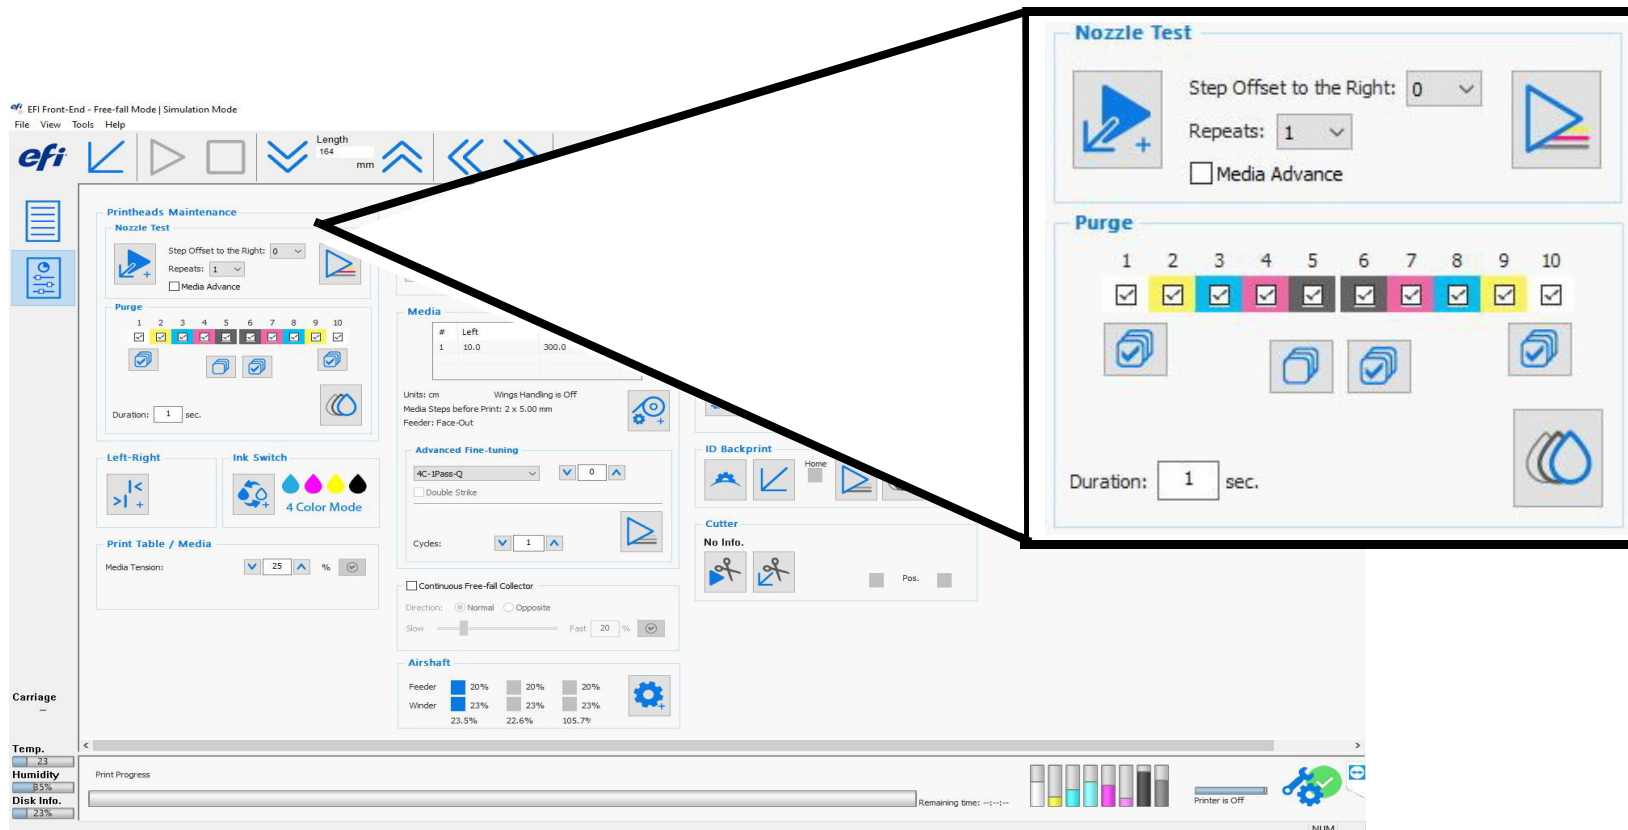 EFI Front-End - Free-fall Mode | Simulation Mode
File View Tools Help
efi
Length
164
mm
Printheads Maintenance
Nozzle Test
Step Offset to the Right: 0
Repeats: 1
Media Advance
Purge
1 2 3 4 5 6 7 8 9 10
Duration: 1 sec.
Left-Right
Ink Switch
4 Color Mode
Print Table / Media
Media Tension: 25 %
Media
# Left
1 10.0 300.0
Units: cm Wings Handling is Off
Media Steps before Print: 2 x 5.00 mm
Feeder: Face-Out
Advanced Fine-tuning
4C-1Pass-Q 0
Double Strike
Cycles: 1
Continuous Free-fall Collector
Direction: Normal Opposite
Slow Fast 20 %
Airshaft
Feeder 20% 20% 20%
Winder 23% 23% 23%
23.5% 22.6% 105.7%
ID Backprint
Home
Cutter
No Info.
Pos.
Nozzle Test
Step Offset to the Right: 0
Repeats: 1
Media Advance
Purge
1 2 3 4 5 6 7 8 9 10
Duration: 1 sec.
Carriage
–
Temp.
23
Humidity
35%
Disk Info.
23%
Print Progress
Remaining time: --:--:--
Printer is Off
NUM